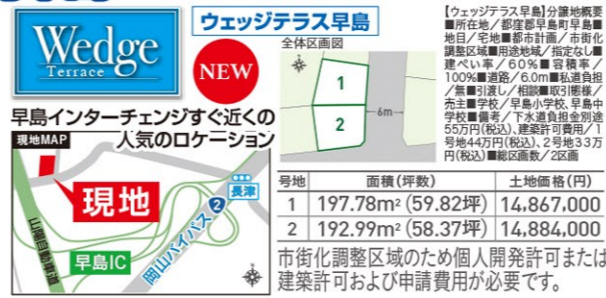 Wedge
Terrace
NEW
ウェッジテラス早島
早島インターチェンジすぐ近くの
人気のロケーション
現地MAP
現地
早島IC
山陽自動車道
岡山バイパス
2
長津
全体区画図
1
2
6m
【ウェッジテラス早島】分譲地概要
■所在地/都窪郡早島町早島■
地目/宅地■都市計画/市街化
調整区域■用途地域/指定なし■
建ぺい率/60%■容積率/
100%■道路/6.0m■私道負担
/無■引渡し/相談■取引態様/
売主■学校/早島小学校、早島中
学校■備考/下水道負担金別途
55万円(税込)、建築許可費用/1
号地44万円(税込)、2号地33万
円(税込)■総区画数/2区画
号地 面積(坪数) 土地価格(円)
1 197.78m² (59.82坪) 14,867,000
2 192.99m² (58.37坪) 14,884,000
市街化調整区域のため個人開発許可または
建築許可および申請費用が必要です。